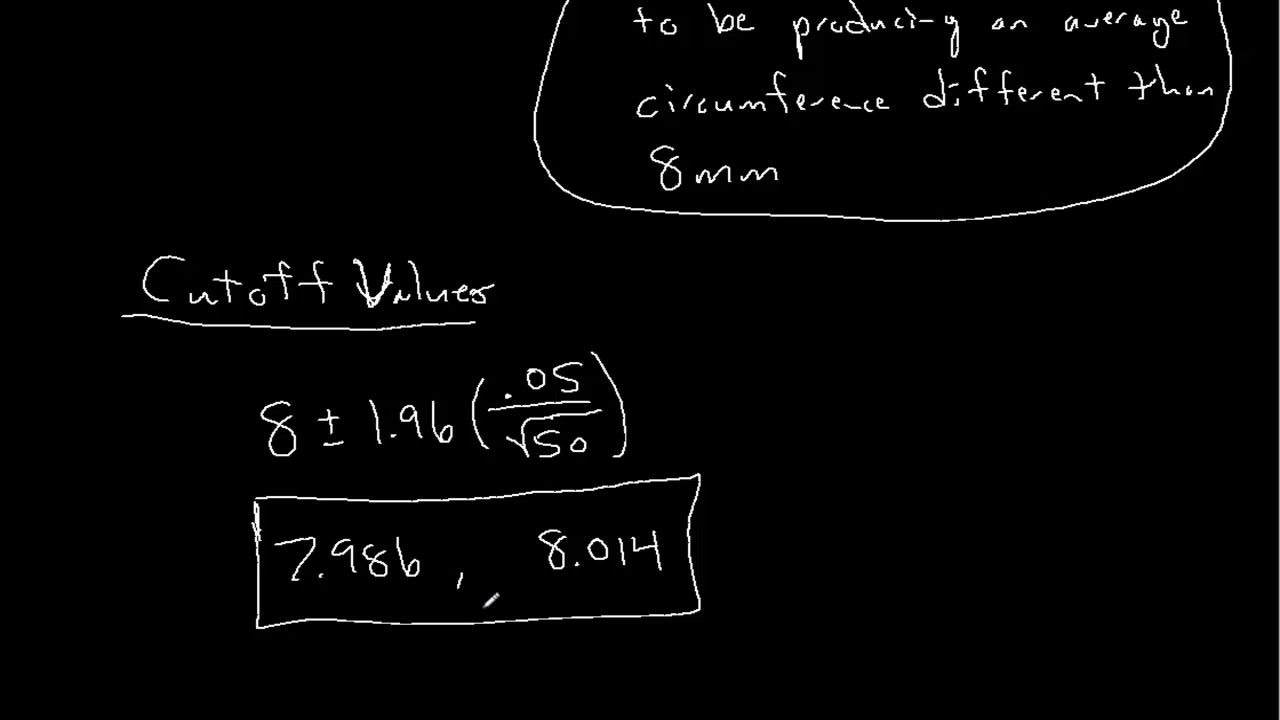 to be producing an average
circumference different than
8mm
Cutoff Values
8 ± 1.96 (.05/√50)
7.986, 8.014